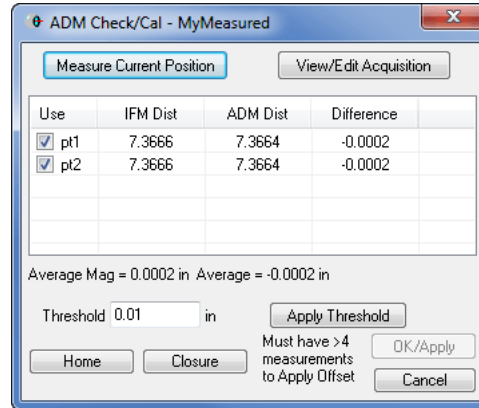 ADM Check/Cal - MyMeasured
Measure Current Position View/Edit Acquisition
Use IFM Dist ADM Dist Difference
pt1 7.3666 7.3664 -0.0002
pt2 7.3666 7.3664 -0.0002
Average Mag = 0.0002 in Average = -0.0002 in
Threshold 0.01 in Apply Threshold
Home Closure
Must have >4
measurements
to Apply Offset
OK/Apply
Cancel